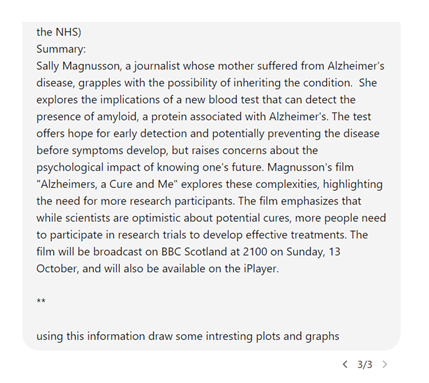 the NHS)
Summary:
Sally Magnusson, a journalist whose mother suffered from Alzheimer's
disease, grapples with the possibility of inheriting the condition.  She
explores the implications of a new blood test that can detect the
presence of amyloid, a protein associated with Alzheimer's. The test
offers hope for early detection and potentially preventing the disease
before symptoms develop, but raises concerns about the
psychological impact of knowing one's future. Magnusson's film
"Alzheimers, a Cure and Me" explores these complexities, highlighting
the need for more research participants. The film emphasizes that
while scientists are optimistic about potential cures, more people need
to participate in research trials to develop effective treatments. The
film will be broadcast on BBC Scotland at 2100 on Sunday, 13
October, and will also be available on the iPlayer.
**
using this information draw some intresting plots and graphs
< 3/3 >